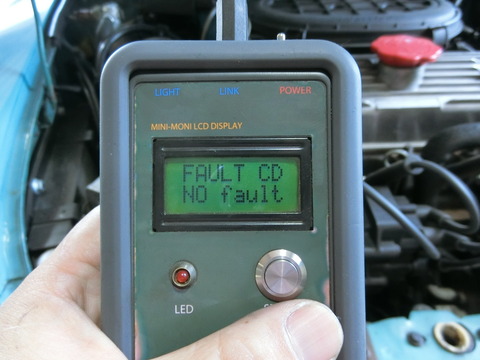 LIGHT LINK POWER
MINI-MONI LCD DISPLAY
FAULT CD
NO fault
LED